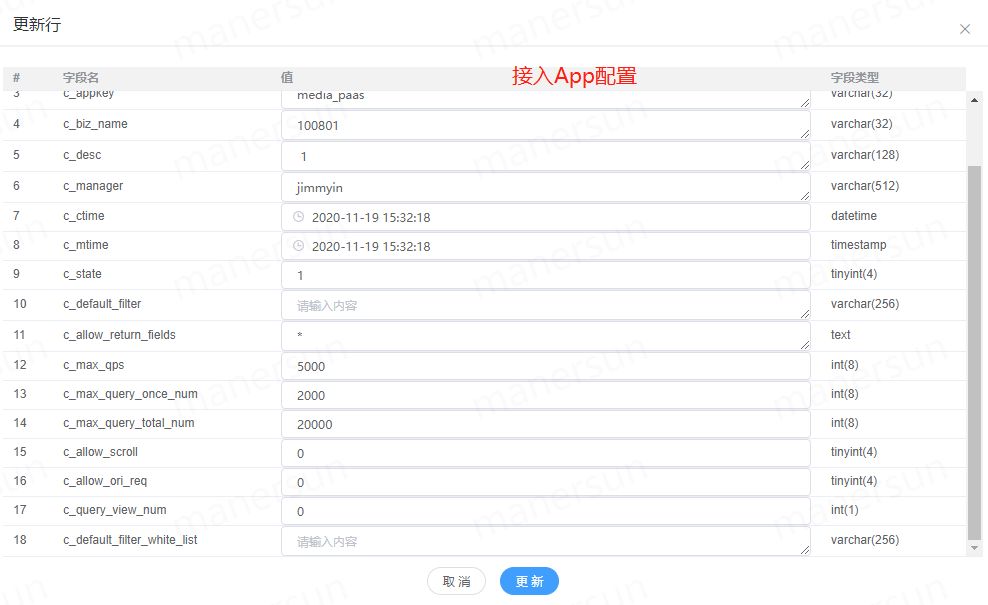 更新行
# 字段名 值 接入App配置 字段类型
3 c_appkey media_paas varchar(32)
4 c_biz_name 100801 varchar(32)
5 c_desc 1 varchar(128)
6 c_manager jimmyin varchar(512)
7 c_ctime 2020-11-19 15:32:18 datetime
8 c_mtime 2020-11-19 15:32:18 timestamp
9 c_state 1 tinyint(4)
10 c_default_filter 请输入内容 varchar(256)
11 c_allow_return_fields * text
12 c_max_qps 5000 int(8)
13 c_max_query_once_num 2000 int(8)
14 c_max_query_total_num 20000 int(8)
15 c_allow_scroll 0 tinyint(4)
16 c_allow_ori_req 0 tinyint(4)
17 c_query_view_num 0 int(1)
18 c_default_filter_white_list 请输入内容 varchar(256)
取消 更新
manersun